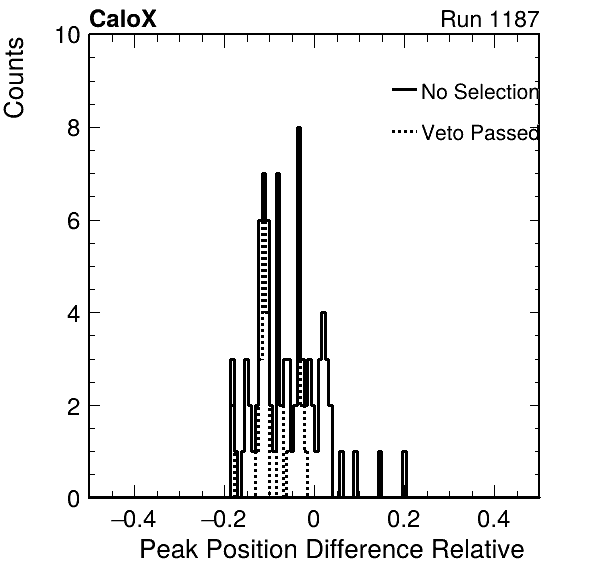 CaloX Run 1187
Counts
10
8
6
4
2
0
No Selection
Veto Passed
−0.4 −0.2 0 0.2 0.4
Peak Position Difference Relative